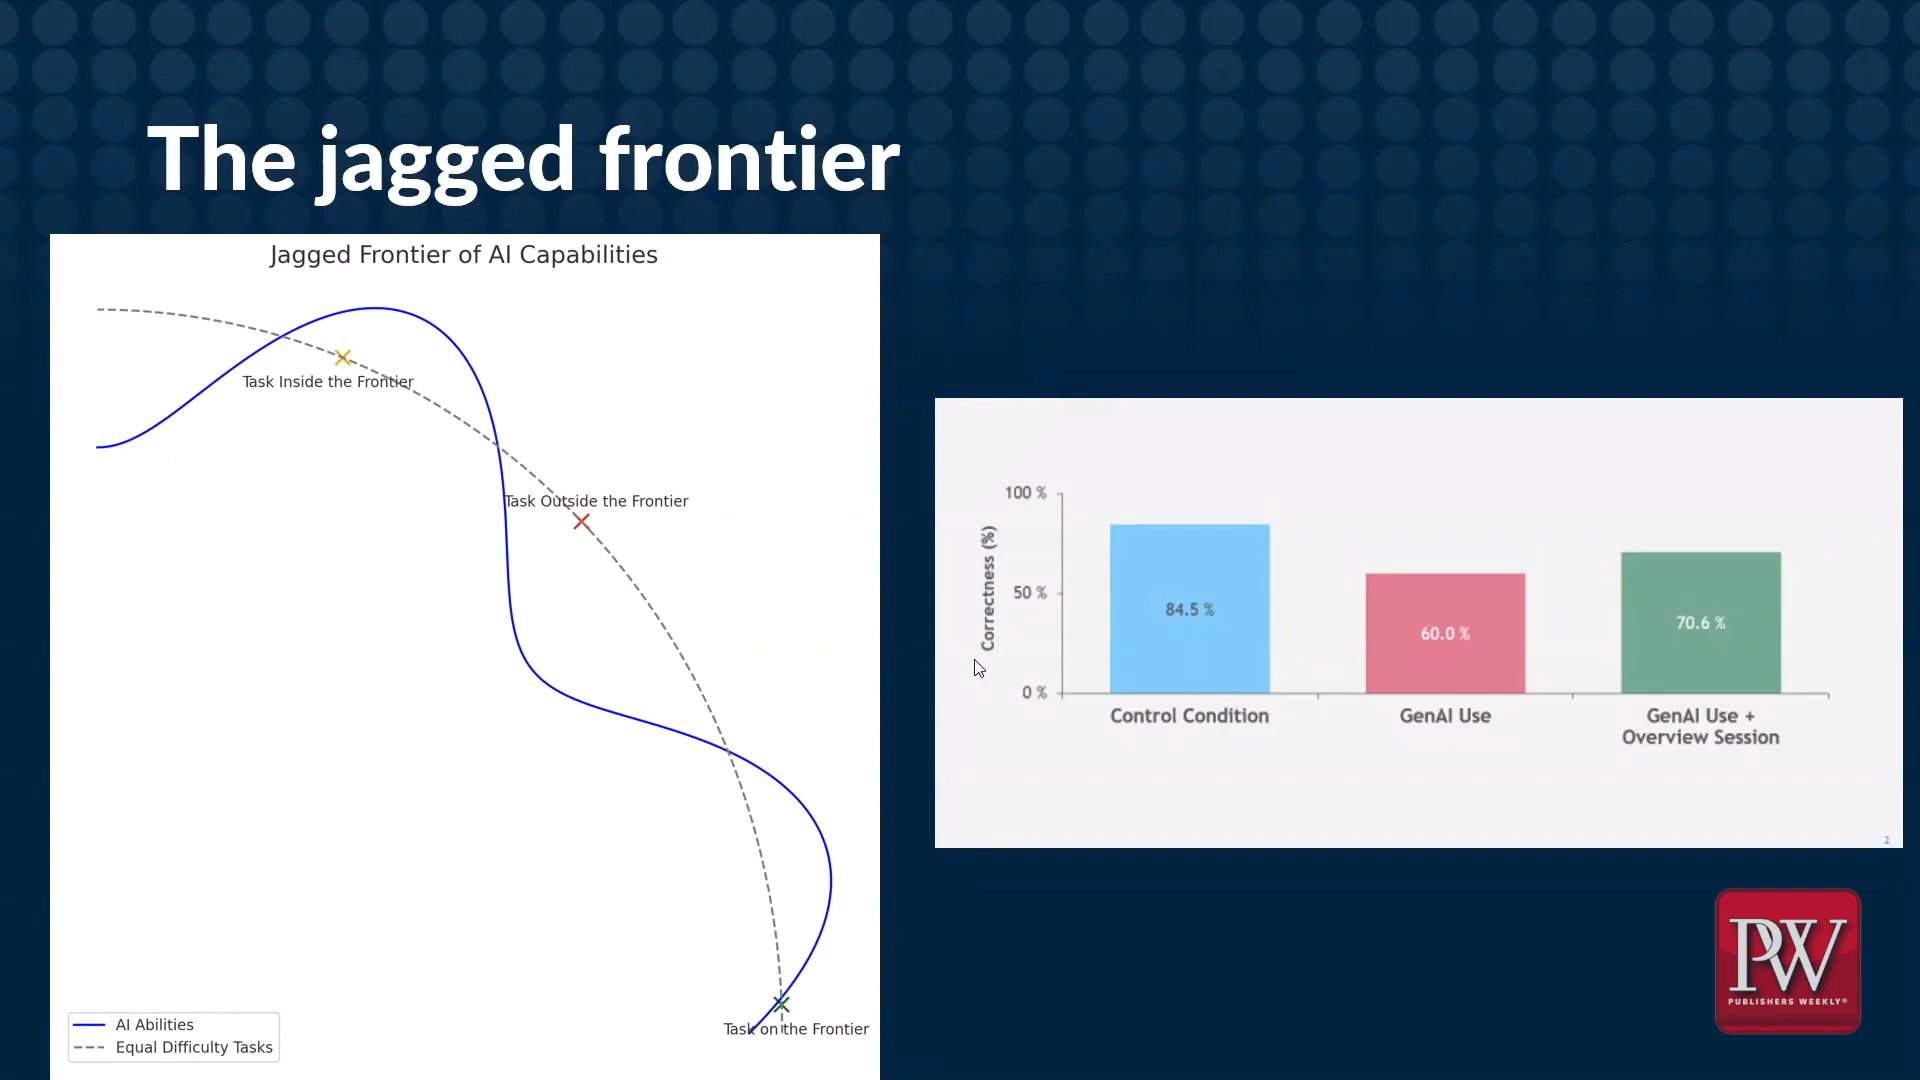 The jagged frontier
Jagged Frontier of AI Capabilities
Task Inside the Frontier
Task Outside the Frontier
Task on the Frontier
AI Abilities
Equal Difficulty Tasks
Correctness (%)
100 %
50 %
0 %
84.5 %
60.0 %
70.6 %
Control Condition
GenAI Use
GenAI Use +
Overview Session
2
PW
PUBLISHERS WEEKLY®